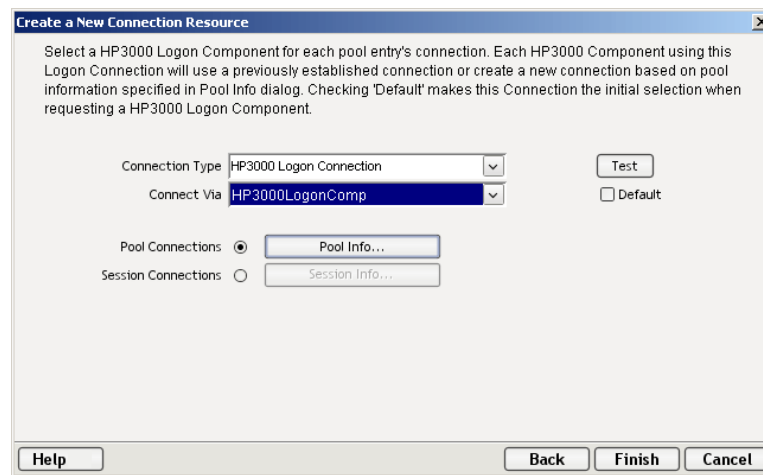 Create a New Connection Resource
Select a HP3000 Logon Component for each pool entry's connection. Each HP3000 Component using this
Logon Connection will use a previously established connection or create a new connection based on pool
information specified in Pool Info dialog. Checking 'Default' makes this Connection the initial selection when
requesting a HP3000 Logon Component.
Connection Type HP3000 Logon Connection Test
Connect Via HP3000LogonComp Default
Pool Connections Pool Info...
Session Connections Session Info...
Help Back Finish Cancel